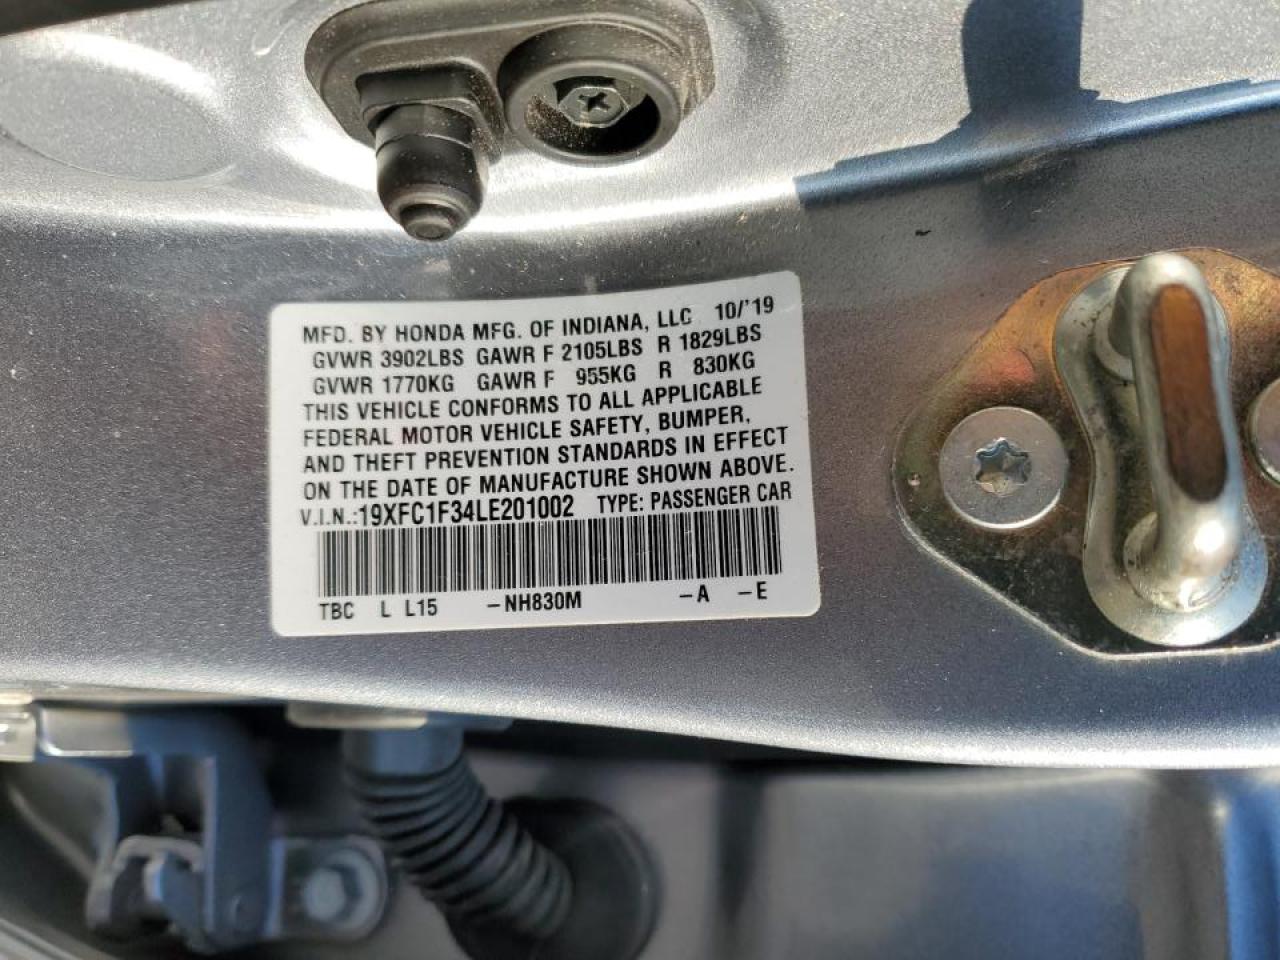 MFD. BY HONDA MFG. OF INDIANA, LLC 10/'19
GVWR 3902LBS GAWR F 2105LBS R 1829LBS
GVWR 1770KG GAWR F 955KG R 830KG
THIS VEHICLE CONFORMS TO ALL APPLICABLE
FEDERAL MOTOR VEHICLE SAFETY, BUMPER,
AND THEFT PREVENTION STANDARDS IN EFFECT
ON THE DATE OF MANUFACTURE SHOWN ABOVE.
V.I.N.:19XFC1F34LE201002 TYPE: PASSENGER CAR
TBC L L15 -NH830M -A -E